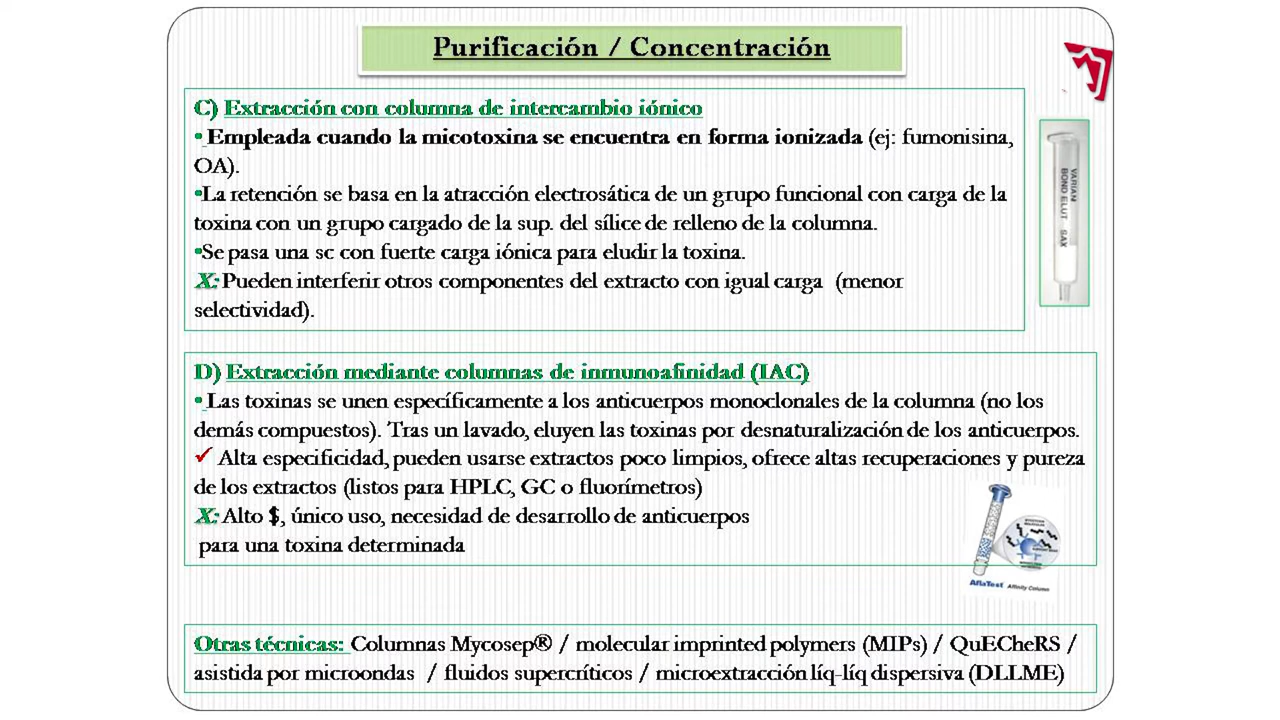 Purificación / Concentración
C) Extracción con columna de intercambio iónico
• Empleada cuando la micotoxina se encuentra en forma ionizada (ej: fumonisina,
OA).
•La retención se basa en la atracción electrosática de un grupo funcional con carga de la
toxina con un grupo cargado de la sup. del sílice de relleno de la columna.
•Se pasa una sc con fuerte carga iónica para eludir la toxina.
X: Pueden interferir otros componentes del extracto con igual carga (menor
selectividad).
VARIAN
BOND ELUT SAX
D) Extracción mediante columnas de inmunoafinidad (IAC)
• Las toxinas se unen específicamente a los anticuerpos monoclonales de la columna (no los
demás compuestos). Tras un lavado, eluyen las toxinas por desnaturalización de los anticuerpos.
✓ Alta especificidad, pueden usarse extractos poco limpios, ofrece altas recuperaciones y pureza
de los extractos (listos para HPLC, GC o fluorímetros)
X: Alto $, único uso, necesidad de desarrollo de anticuerpos
para una toxina determinada
AflaTest Affinity Column
Otras técnicas: Columnas Mycosep® / molecular imprinted polymers (MIPs) / QuECheRS /
asistida por microondas / fluidos supercríticos / microextracción líq-líq dispersiva (DLLME)